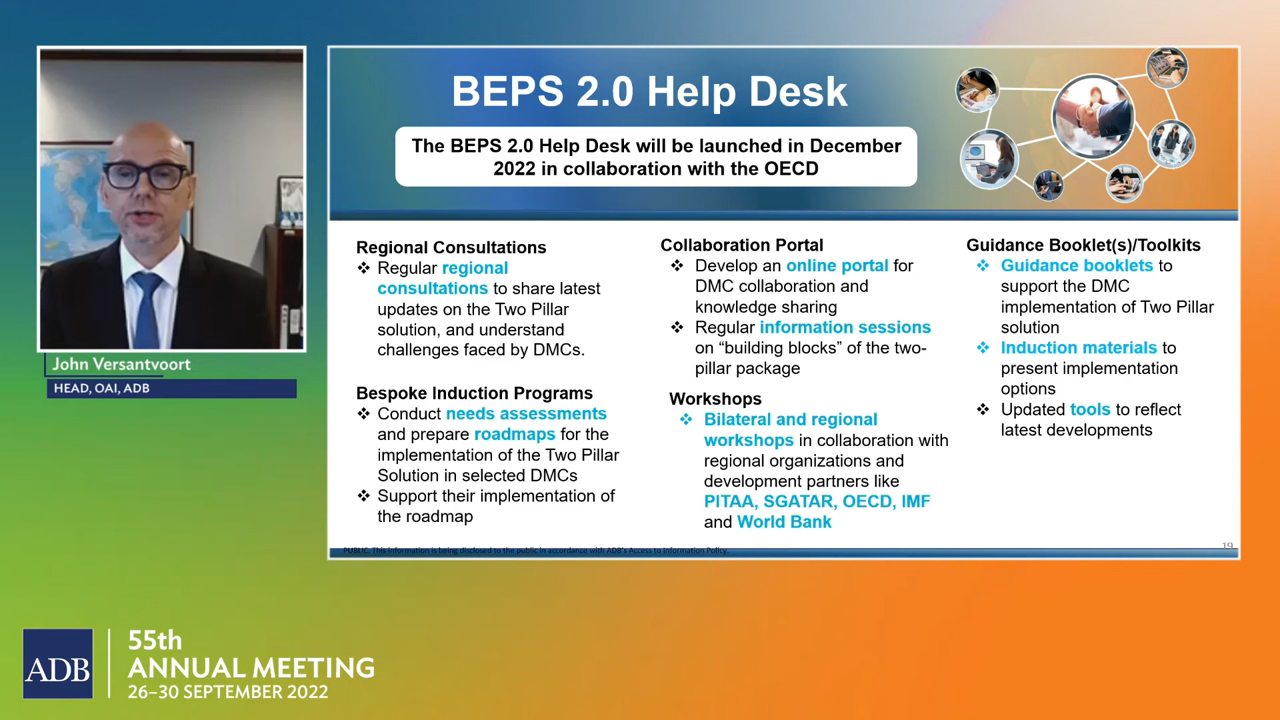 BEPS 2.0 Help Desk
The BEPS 2.0 Help Desk will be launched in December
2022 in collaboration with the OECD
John Versantvoort
HEAD, OAI, ADB
Regional Consultations
❖ Regular regional
consultations to share latest
updates on the Two Pillar
solution, and understand
challenges faced by DMCs.
Bespoke Induction Programs
❖ Conduct needs assessments
and prepare roadmaps for the
implementation of the Two Pillar
Solution in selected DMCs
❖ Support their implementation of
the roadmap
Collaboration Portal
❖ Develop an online portal for
DMC collaboration and
knowledge sharing
❖ Regular information sessions
on “building blocks” of the two-
pillar package
Workshops
❖ Bilateral and regional
workshops in collaboration with
regional organizations and
development partners like
PITAA, SGATAR, OECD, IMF
and World Bank
Guidance Booklet(s)/Toolkits
❖ Guidance booklets to
support the DMC
implementation of Two Pillar
solution
❖ Induction materials to
present implementation
options
❖ Updated tools to reflect
latest developments
PUBLIC. This information is being disclosed to the public in accordance with ADB's Access to Information Policy.
19
ADB
55th
ANNUAL MEETING
26–30 SEPTEMBER 2022